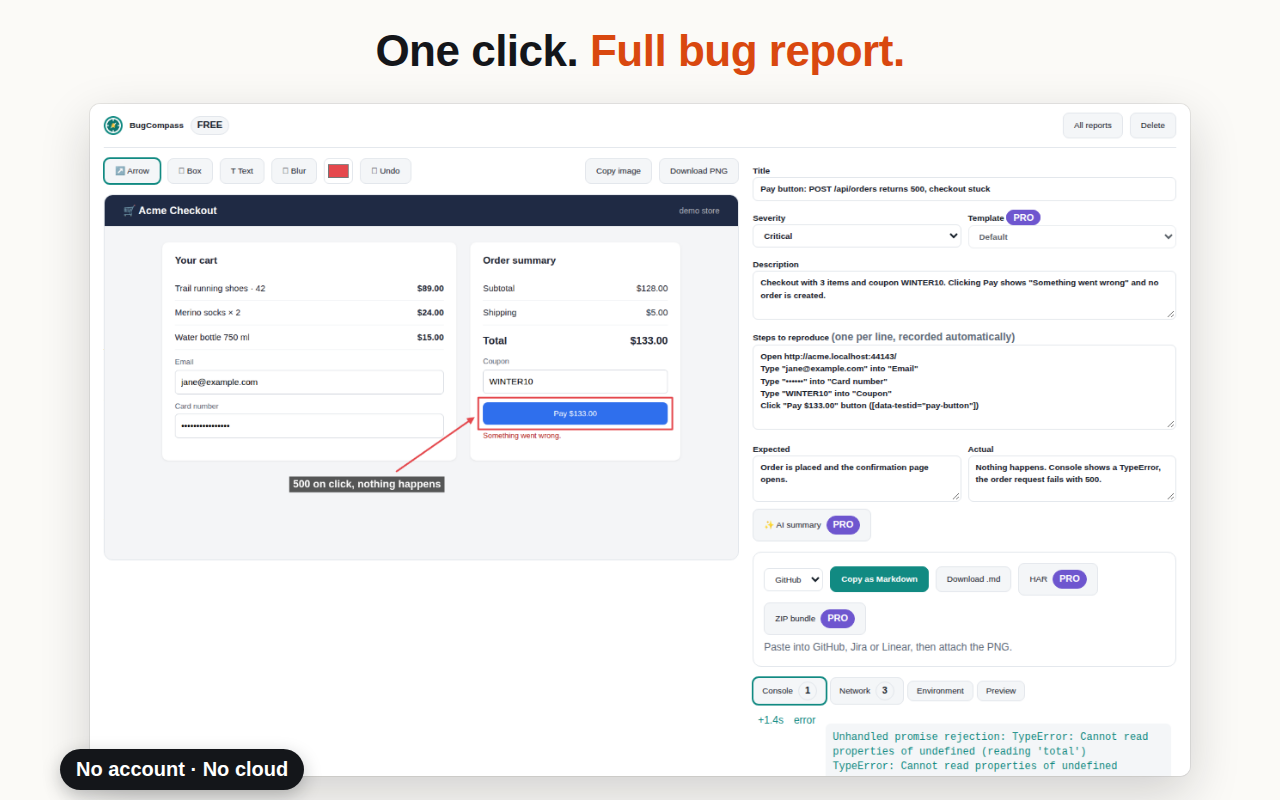 One click. Full bug report.
BugCompass FREE
All reports Delete
Arrow Box T Text Blur Undo Copy image Download PNG
Acme Checkout demo store
Your cart
Trail running shoes · 42 $89.00
Merino socks × 2 $24.00
Water bottle 750 ml $15.00
Email
jane@example.com
Card number
••••••••••••••••
Order summary
Subtotal $128.00
Shipping $5.00
Total $133.00
Coupon
WINTER10
Pay $133.00
Something went wrong.
500 on click, nothing happens
Title
Pay button: POST /api/orders returns 500, checkout stuck
Severity Template PRO
Critical Default
Description
Checkout with 3 items and coupon WINTER10. Clicking Pay shows "Something went wrong" and no
order is created.
Steps to reproduce (one per line, recorded automatically)
Open http://acme.localhost:44143/
Type "jane@example.com" into "Email"
Type "••••••" into "Card number"
Type "WINTER10" into "Coupon"
Click "Pay $133.00" button ([data-testid="pay-button"])
Expected
Order is placed and the confirmation page
opens.
Actual
Nothing happens. Console shows a TypeError,
the order request fails with 500.
✨ AI summary PRO
GitHub Copy as Markdown Download .md HAR PRO
ZIP bundle PRO
Paste into GitHub, Jira or Linear, then attach the PNG.
Console 1 Network 3 Environment Preview
+1.4s error
Unhandled promise rejection: TypeError: Cannot read
properties of undefined (reading 'total')
TypeError: Cannot read properties of undefined
No account · No cloud